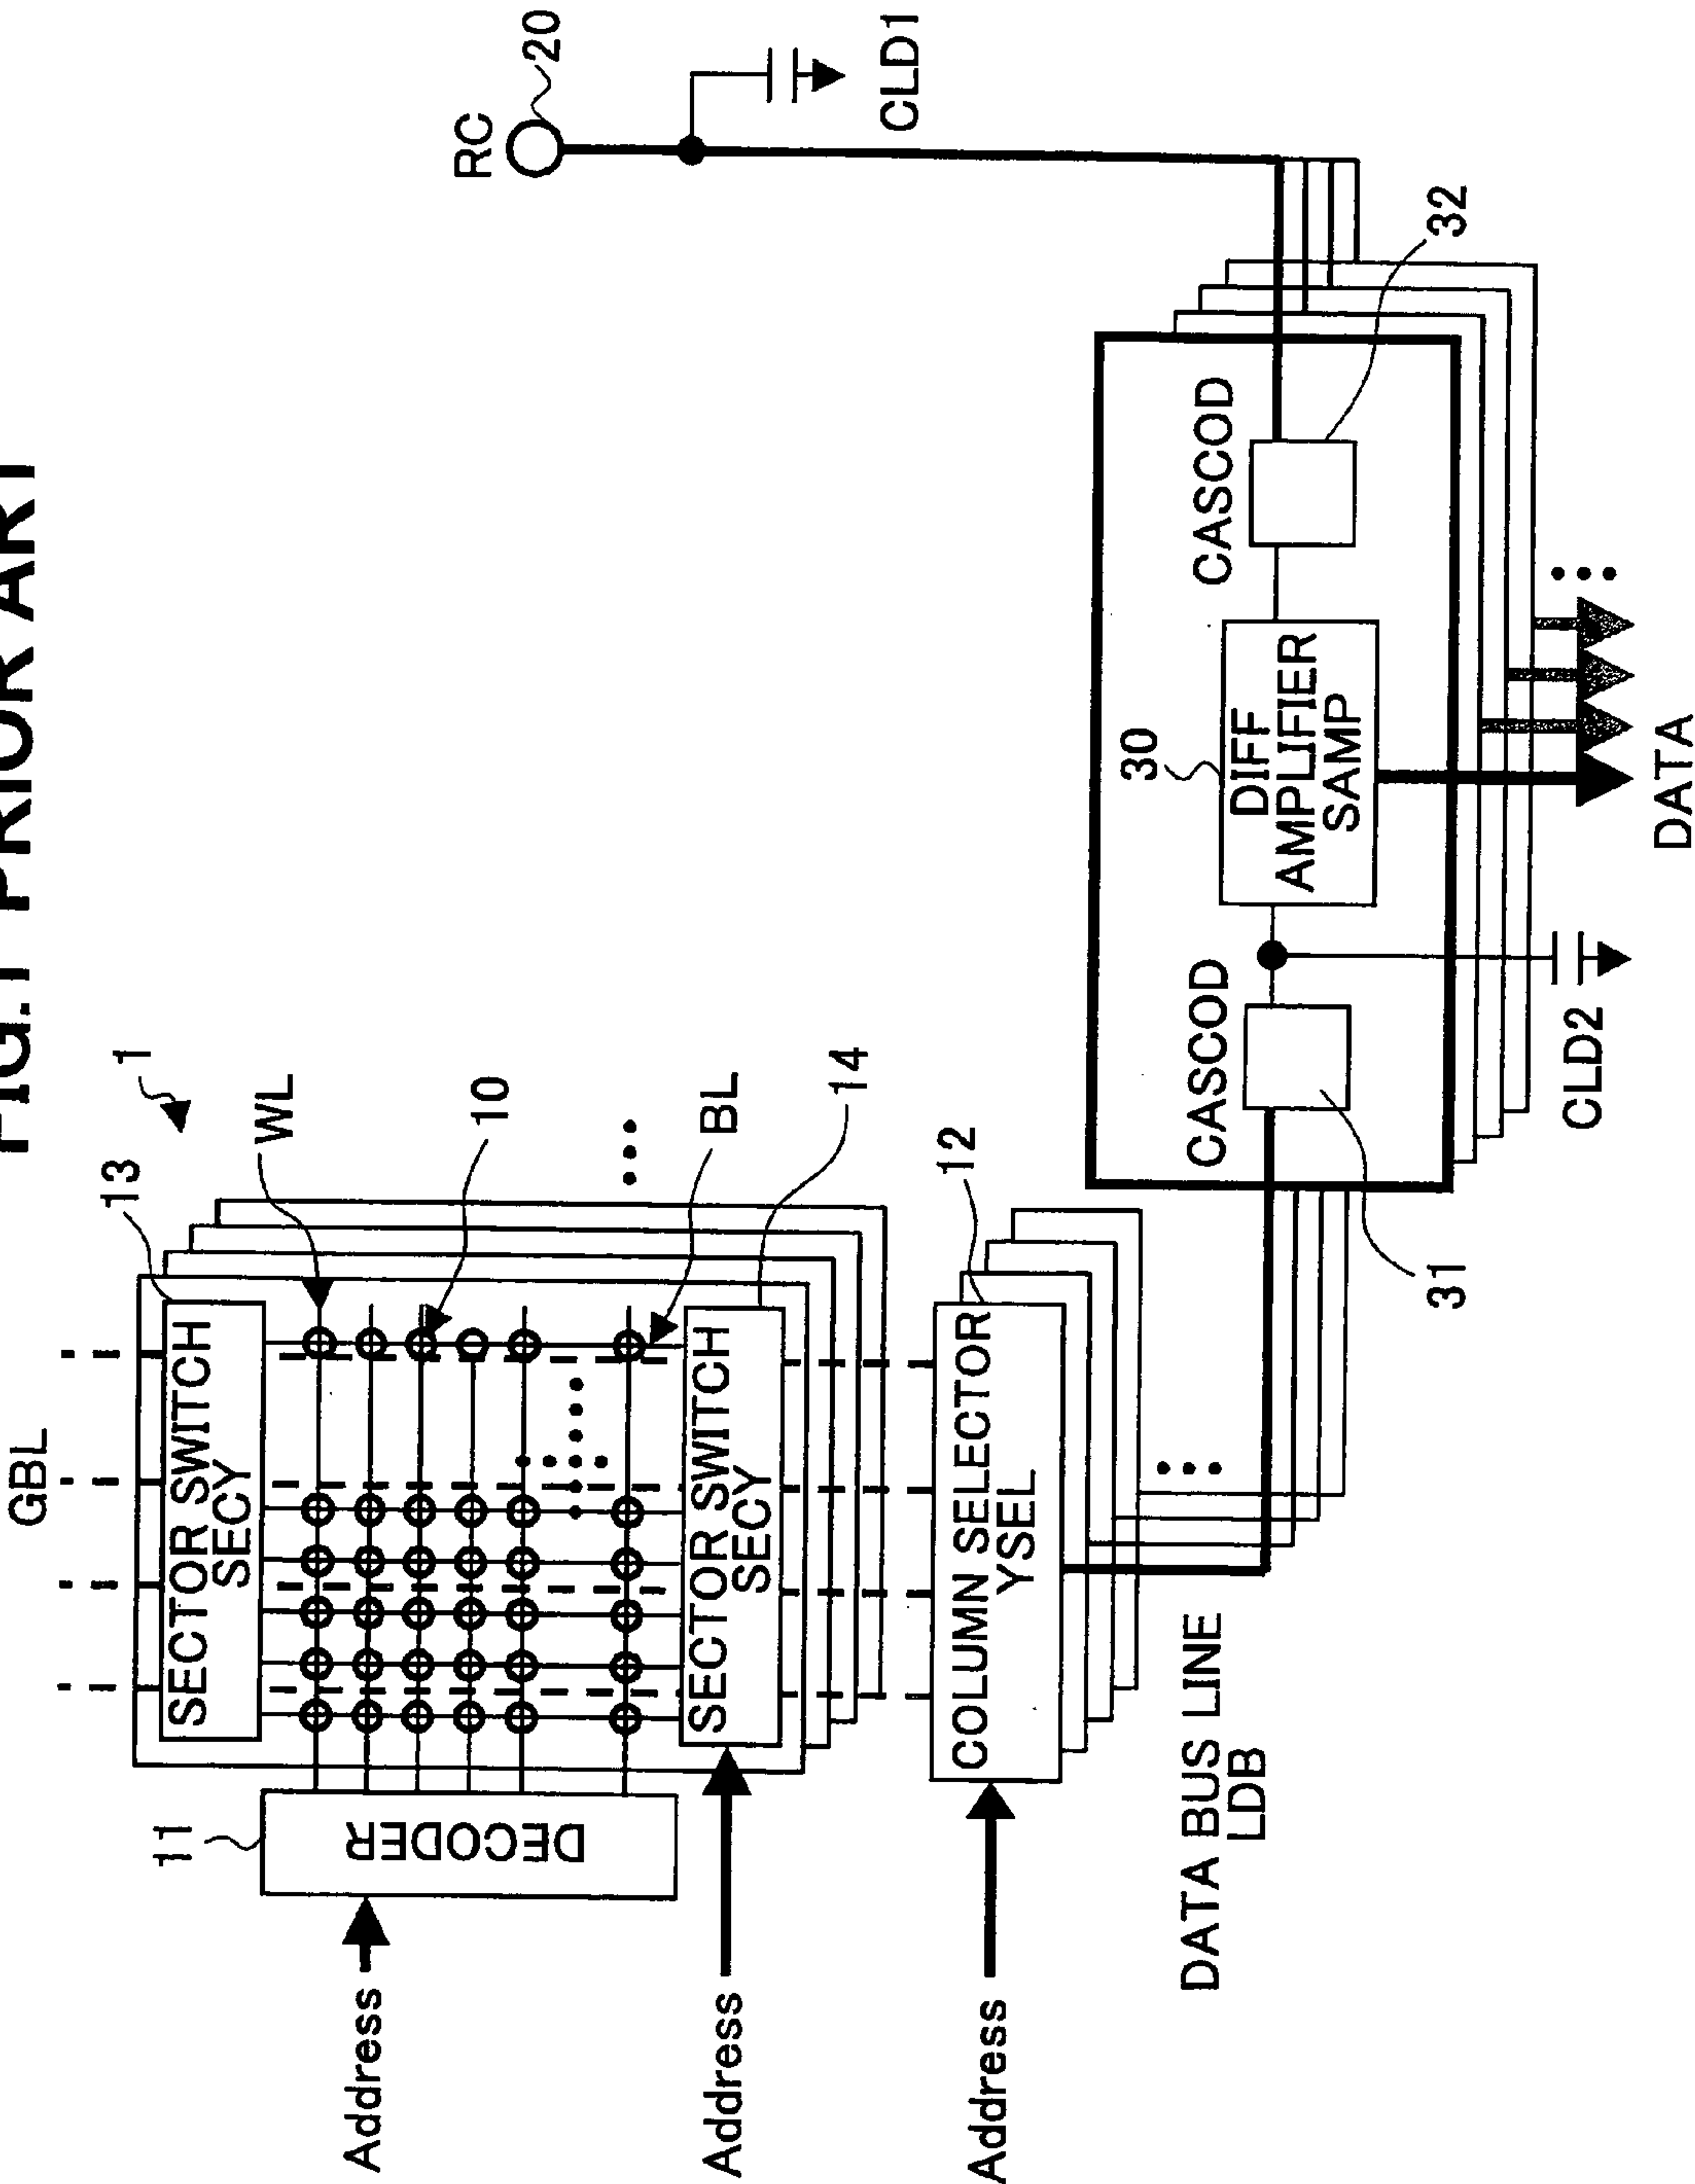 FIG.1 PRIOR ART
GBL
1
13
SECTOR SWITCH
SECY
WL
10
11
DECODER
Address
BL
14
SECTOR SWITCH
SECY
Address
12
COLUMN SELECTOR
YSEL
Address
DATA BUS LINE
LDB
RC
20
CLD1
CASCOD
31
30
DIFF
AMPLIFIER
SAMP
CASCOD
32
CLD2
DATA